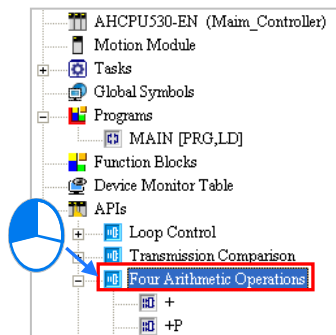 AHCPU530-EN (Maim_Controller)
Motion Module
Tasks
Global Symbols
Programs
MAIN [PRG,LD]
Function Blocks
Device Monitor Table
APIs
Loop Control
Transmission Comparison
Four Arithmetic Operations
+
+P